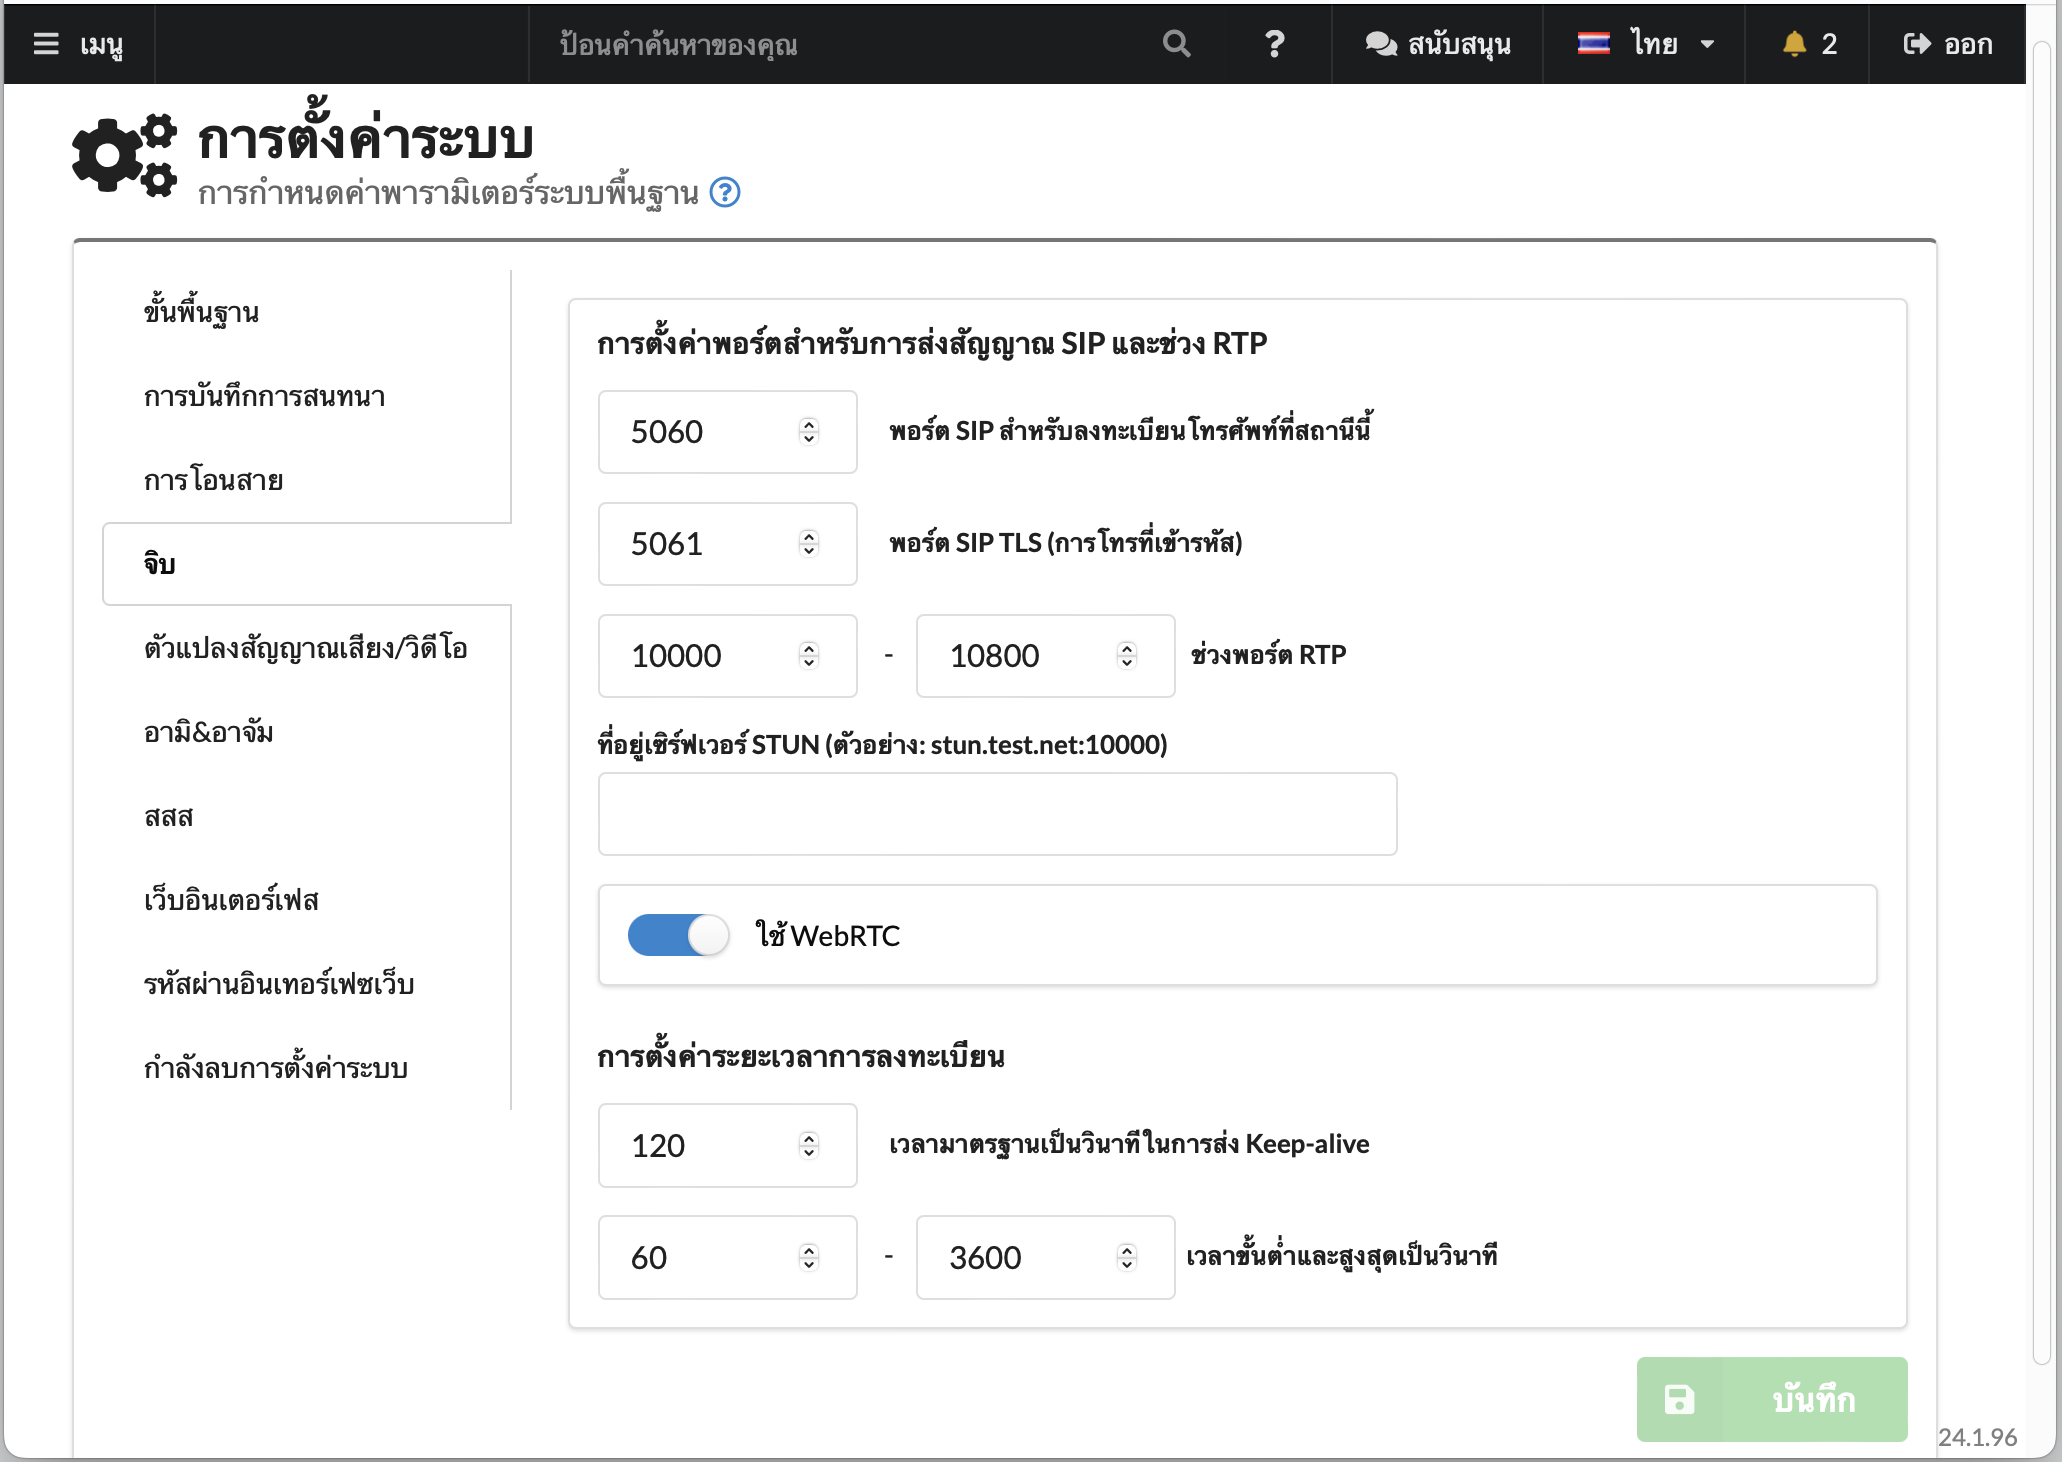 เมนู
ป้อนคำค้นหาของคุณ
สนับสนุน
ไทย
2
ออก
การตั้งค่าระบบ
การกำหนดค่าพารามิเตอร์ระบบพื้นฐาน
ขั้นพื้นฐาน
การบันทึกการสนทนา
การโอนสาย
จิบ
ตัวแปลงสัญญาณเสียง/วิดีโอ
อามิ&อาจัม
สสส
เว็บอินเตอร์เฟส
รหัสผ่านอินเทอร์เฟซเว็บ
กำลังลบการตั้งค่าระบบ
การตั้งค่าพอร์ตสำหรับการส่งสัญญาณ SIP และช่วง RTP
5060 พอร์ต SIP สำหรับลงทะเบียนโทรศัพท์ที่สถานีนี้
5061 พอร์ต SIP TLS (การโทรที่เข้ารหัส)
10000 - 10800 ช่วงพอร์ต RTP
ที่อยู่เซิร์ฟเวอร์ STUN (ตัวอย่าง: stun.test.net:10000)
ใช้ WebRTC
การตั้งค่าระยะเวลาการลงทะเบียน
120 เวลามาตรฐานเป็นวินาทีในการส่ง Keep-alive
60 - 3600 เวลาขั้นต่ำและสูงสุดเป็นวินาที
บันทึก
24.1.96